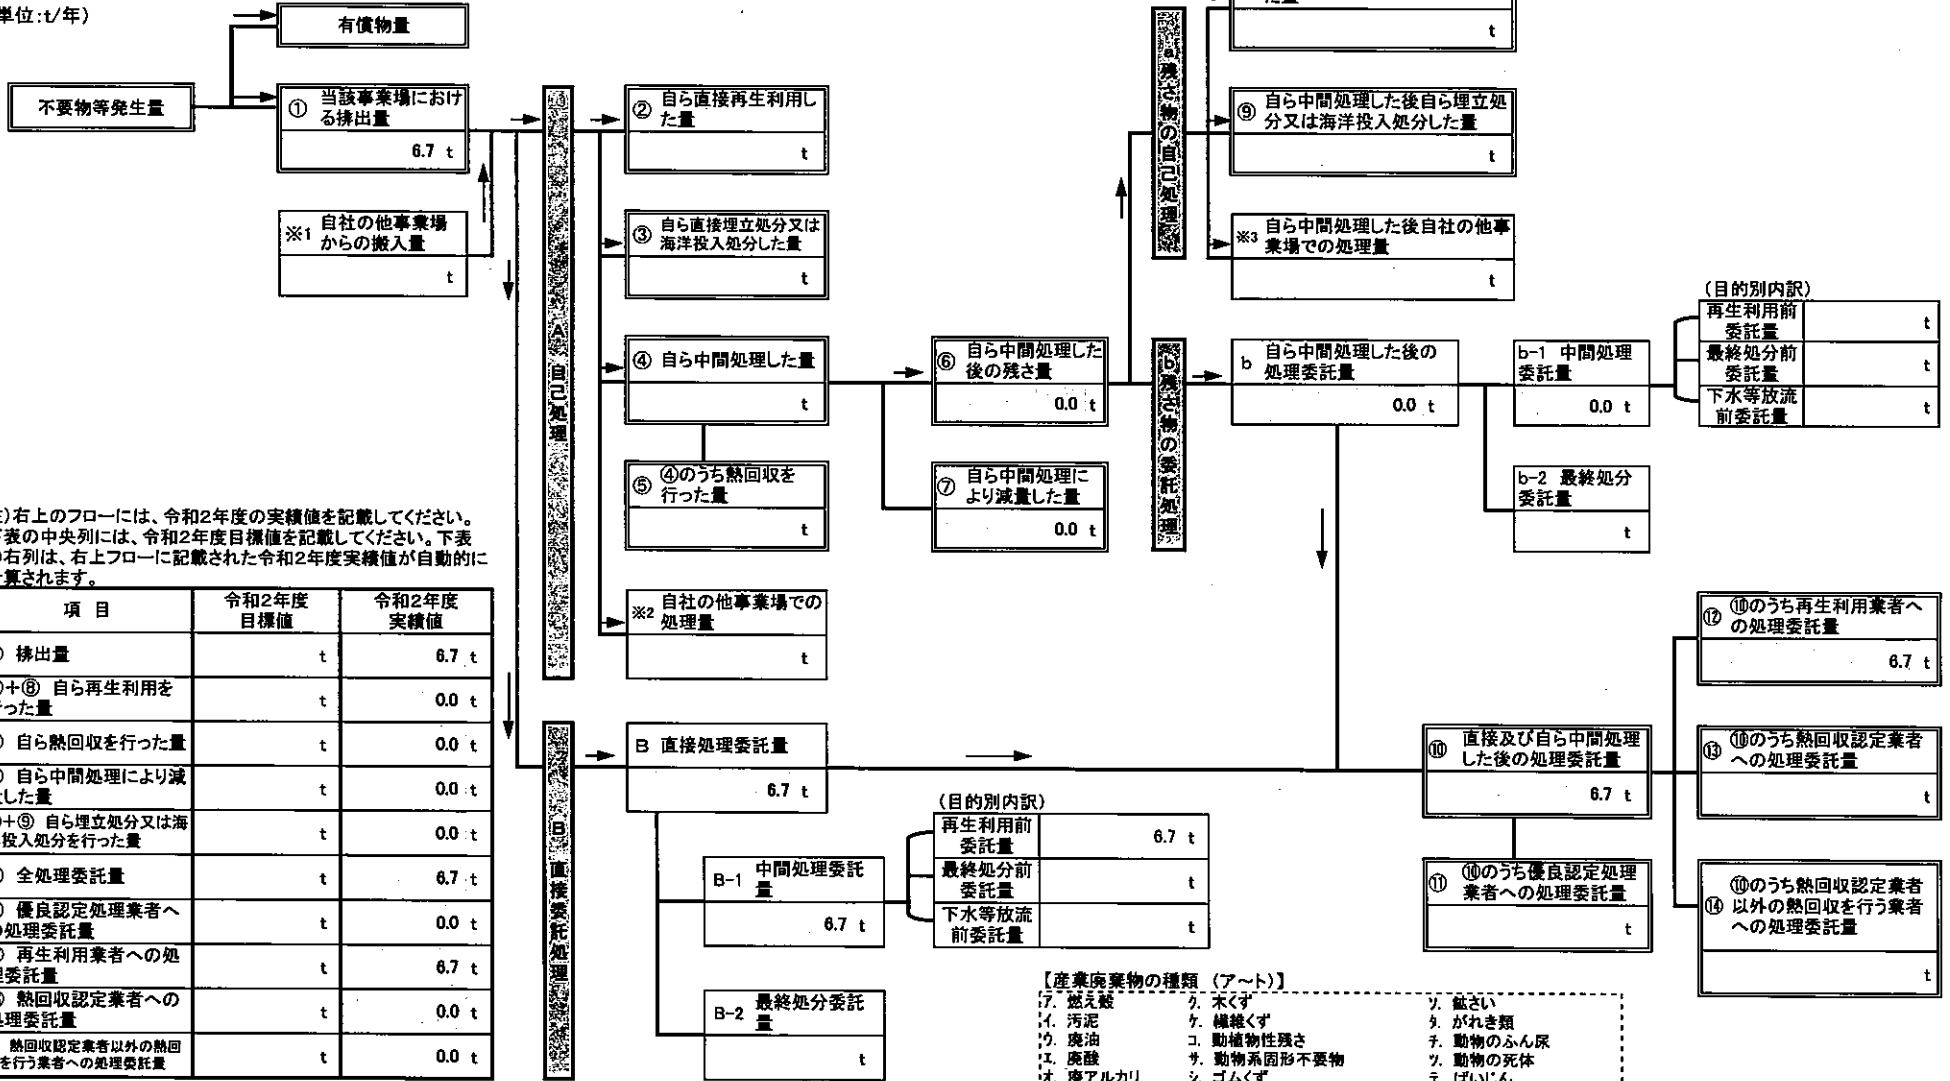 単位:t/年)
有償物量
t
不要物等発生量
① 当該事業場におけ
る排出量
6.7 t
※1 自社の他事業場
からの搬入量
t
A 自己処理
② 自ら直接再生利用し
た量
t
③ 自ら直接埋立処分又は
海洋投入処分した量
t
④ 自ら中間処理した量
t
⑤ ④のうち熱回収を
行った量
t
※2 自社の他事業場での
処理量
t
⑥ 自ら中間処理した
後の残さ量
0.0 t
⑦ 自ら中間処理に
より減量した量
0.0 t
a 残さ物の自己処理
t
⑨ 自ら中間処理した後自ら埋立処
分又は海洋投入処分した量
t
※3 自ら中間処理した後自社の他事
業場での処理量
t
b 残さ物の委託処理
b 自ら中間処理した後の
処理委託量
0.0 t
b-1 中間処理
委託量
0.0 t
b-2 最終処分
委託量
t
(目的別内訳)
再生利用前
委託量 t
最終処分前
委託量 t
下水等放流
前委託量 t
)右上のフローには、令和2年度の実績値を記載してください。
下表の中央列には、令和2年度目標値を記載してください。下表
の右列は、右上フローに記載された令和2年度実績値が自動的に
計算されます。
項 目 令和2年度
目標値 令和2年度
実績値
排出量 t 6.7 t
+⑧ 自ら再生利用を
行った量 t 0.0 t
自ら熱回収を行った量 t 0.0 t
自ら中間処理により減
量した量 t 0.0 t
+⑨ 自ら埋立処分又は海
投入処分を行った量 t 0.0 t
全処理委託量 t 6.7 t
優良認定処理業者へ
の処理委託量 t 0.0 t
再生利用業者への処
理委託量 t 6.7 t
熱回収認定業者への
処理委託量 t 0.0 t
熱回収認定業者以外の熱回
を行う業者への処理委託量 t 0.0 t
B 直接委託処理
B 直接処理委託量
6.7 t
B-1 中間処理委託
量
6.7 t
B-2 最終処分委託
量
t
(目的別内訳)
再生利用前
委託量 6.7 t
最終処分前
委託量 t
下水等放流
前委託量 t
⑩ 直接及び自ら中間処理
した後の処理委託量
6.7 t
⑪ ⑩のうち優良認定処理
業者への処理委託量
t
⑫ ⑩のうち再生利用業者へ
の処理委託量
6.7 t
⑬ ⑩のうち熱回収認定業者
への処理委託量
t
⑭ ⑩のうち熱回収認定業者
以外の熱回収を行う業者
への処理委託量
t
【産業廃棄物の種類 (ア～ト)】
ア. 燃え殻 ク. 木くず ソ. 鉱さい
イ. 汚泥 ケ. 繊維くず タ. がれき類
ウ. 廃油 コ. 動植物性残さ チ. 動物のふん尿
エ. 廃酸 サ. 動物系固形不要物 ツ. 動物の死体
オ. 廃アルカリ シ. ゴムくず テ. ばいじん